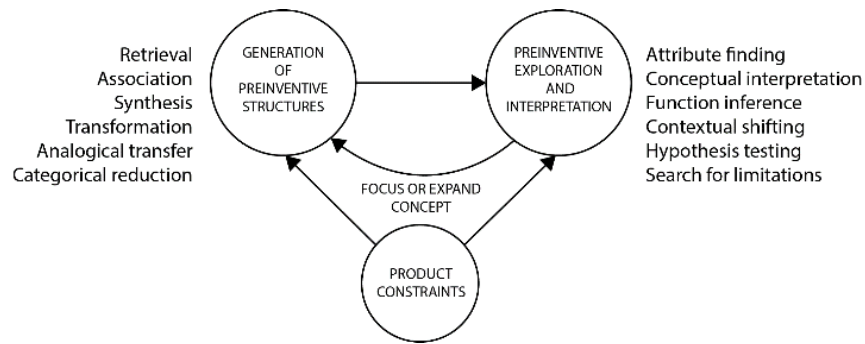 Retrieval
Association
Synthesis
Transformation
Analogical transfer
Categorical reduction
GENERATION
OF
PREINVENTIVE
STRUCTURES
PREINVENTIVE
EXPLORATION
AND
INTERPRETATION
Attribute finding
Conceptual interpretation
Function inference
Contextual shifting
Hypothesis testing
Search for limitations
FOCUS OR EXPAND
CONCEPT
PRODUCT
CONSTRAINTS